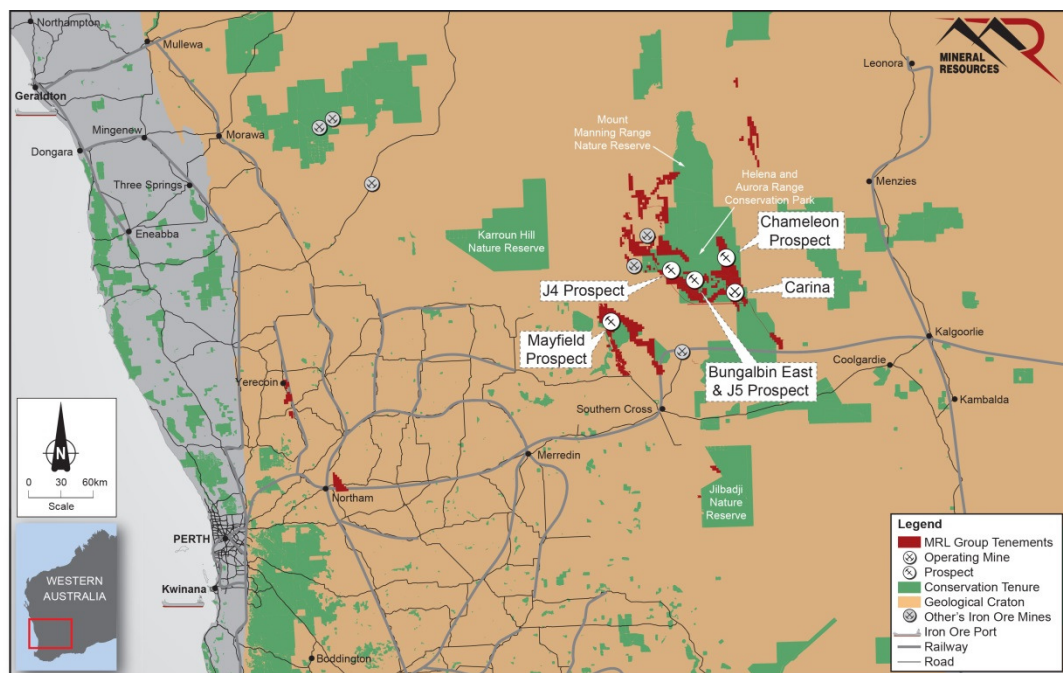 Northampton
Mullewa
Geraldton
Mingenew
Morawa
Dongara
Three Springs
Eneabba
Karroun Hill
Nature Reserve
Mount
Manning Range
Nature Reserve
Helena and
Aurora Range
Conservation Park
MINERAL
RESOURCES
Leonora
Menzies
Chameleon
Prospect
J4 Prospect
Carina
Mayfield
Prospect
Bungalbin East
& J5 Prospect
Kalgoorlie
Coolgardie
Kambalda
Yerecoin
Southern Cross
Merredin
Northam
Jilbadji
Nature
Reserve
PERTH
Kwinana
Boddington
N
0 30 60km
Scale
WESTERN
AUSTRALIA
Legend
MRL Group Tenements
Operating Mine
Prospect
Conservation Tenure
Geological Craton
Other's Iron Ore Mines
Iron Ore Port
Railway
Road